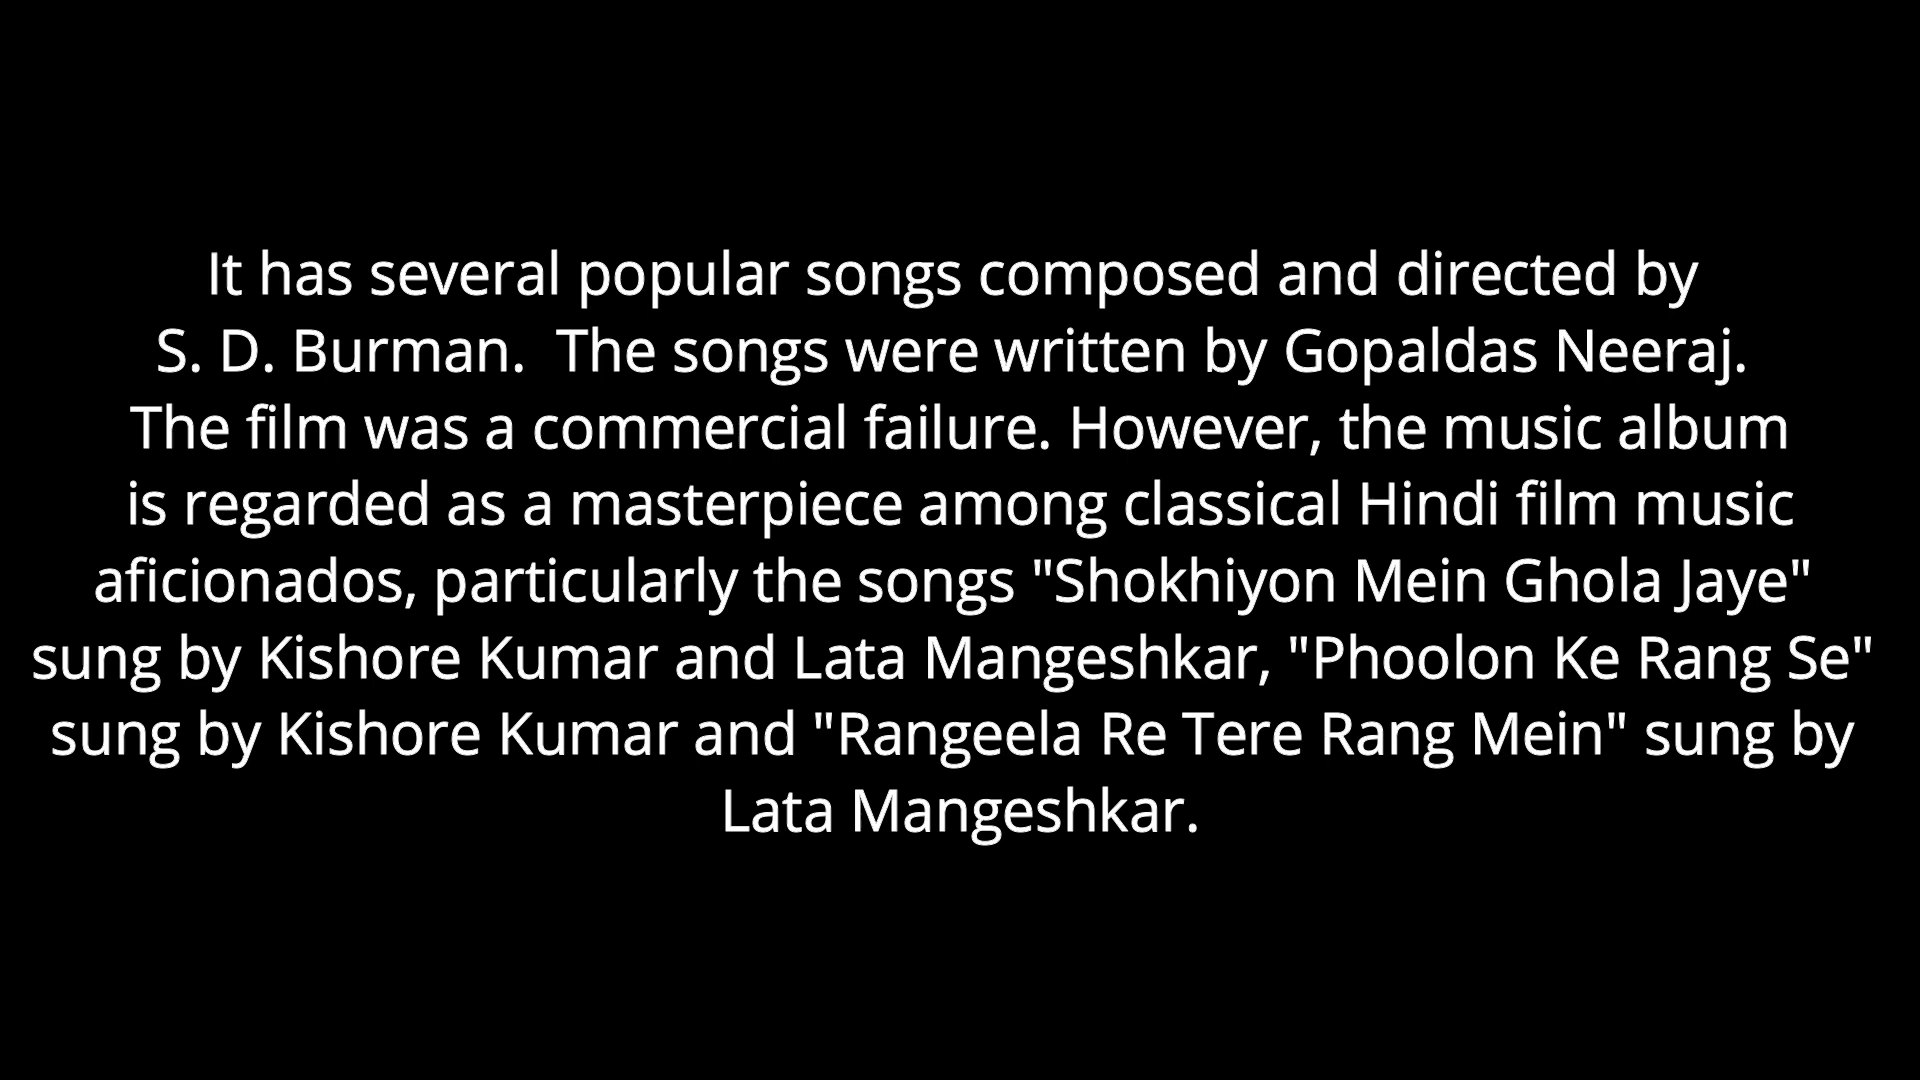 It has several popular songs composed and directed by
S. D. Burman.  The songs were written by Gopaldas Neeraj.
The film was a commercial failure. However, the music album
is regarded as a masterpiece among classical Hindi film music
aficionados, particularly the songs "Shokhiyon Mein Ghola Jaye"
sung by Kishore Kumar and Lata Mangeshkar, "Phoolon Ke Rang Se"
sung by Kishore Kumar and "Rangeela Re Tere Rang Mein" sung by
Lata Mangeshkar.